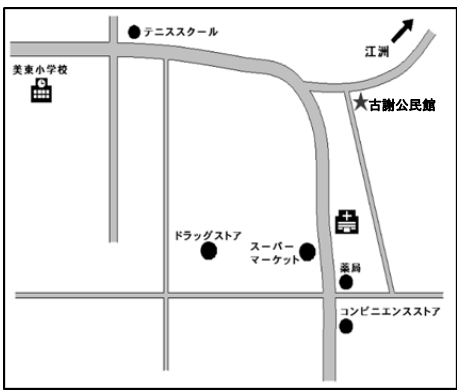 テニススクール
江洲
美東小学校
古謝公民館
ドラッグストア
スーパー
マーケット
薬局
コンビニエンスストア